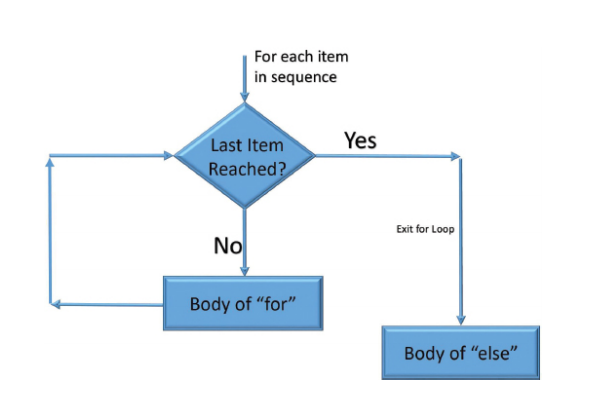 For each item
in sequence
Last Item
Reached?
Yes
No
Exit for Loop
Body of “for”
Body of “else”